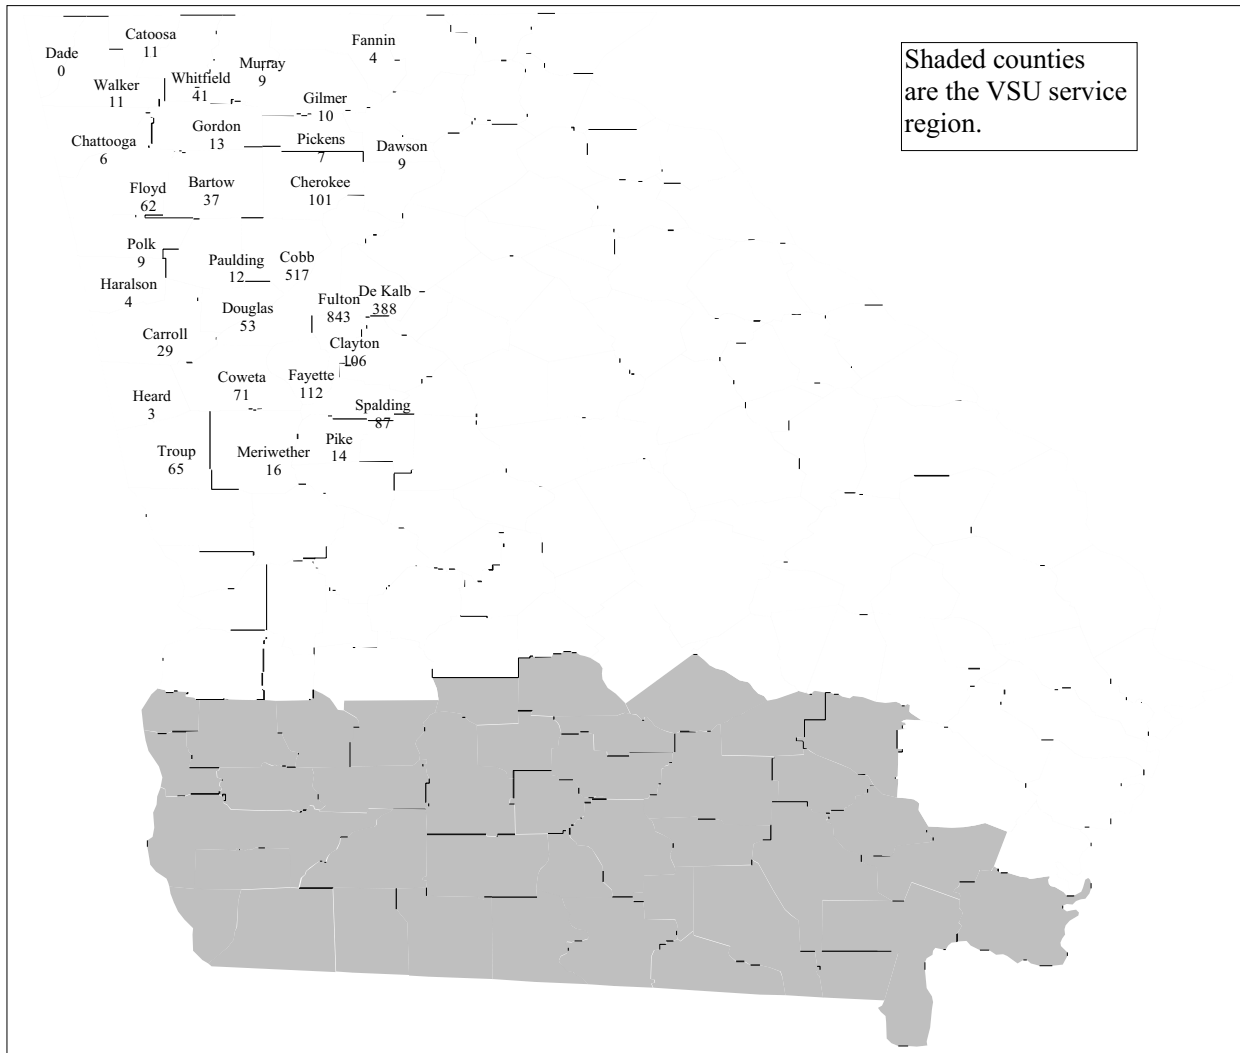 Catoosa
11
Fannin
4
Dade
0
Murray
9
Shaded counties
are the VSU service
region.
Walker
11
Whitfield
41
Gilmer
10
Gordon
13
Chattooga
6
Pickens
7
Dawson
9
Floyd
62
Bartow
37
Cherokee
101
Polk
9
Paulding
12
Cobb
517
Haralson
4
Douglas
53
Fulton
843
De Kalb
388
Carroll
29
Clayton
106
Coweta
71
Fayette
112
Heard
3
Spalding
87
Troup
65
Meriwether
16
Pike
14